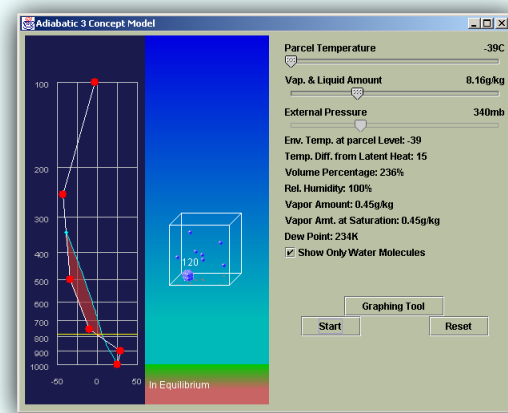 Adiabatic 3 Concept Model
Parcel Temperature -39C
Vap. & Liquid Amount 8.16g/kg
External Pressure 340mb
Env. Temp. at parcel Level: -39
Temp. Diff. from Latent Heat: 15
Volume Percentage: 236%
Rel. Humidity: 100%
Vapor Amount: 0.45g/kg
Vapor Amt. at Saturation: 0.45g/kg
Dew Point: 234K
Show Only Water Molecules
Graphing Tool
Start Reset
100
200
300
400
500
600
700
800
900
1000
-50 0 50
120
In Equilibrium